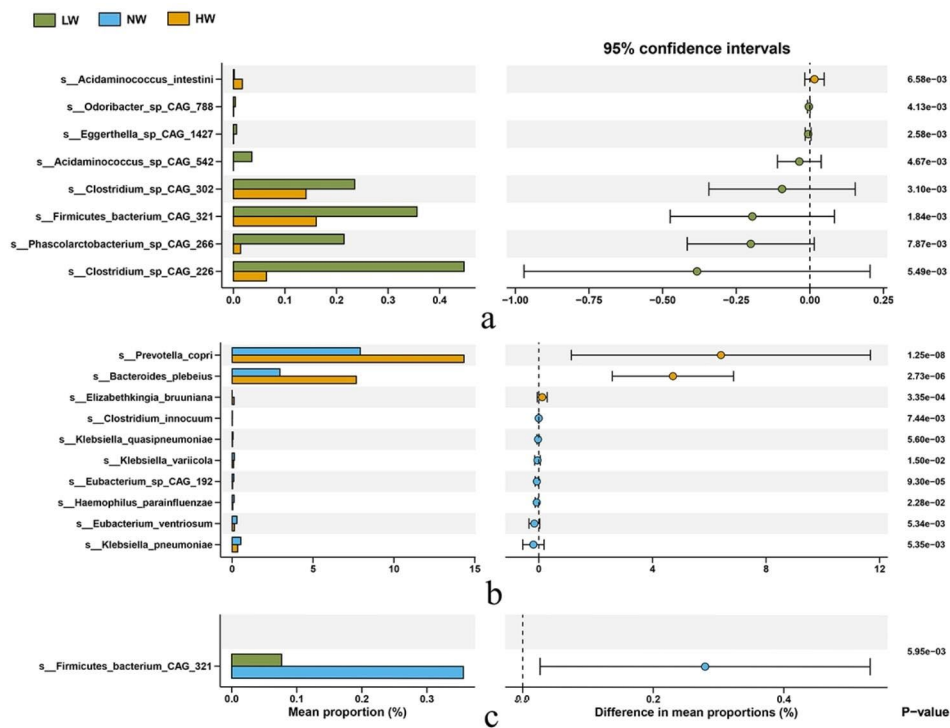 LW NW HW
95% confidence intervals
s__Acidaminococcus_intestini 6.58e−03
s__Odoribacter_sp_CAG_788 4.13e−03
s__Eggerthella_sp_CAG_1427 2.58e−03
s__Acidaminococcus_sp_CAG_542 4.67e−03
s__Clostridium_sp_CAG_302 3.10e−03
s__Firmicutes_bacterium_CAG_321 1.84e−03
s__Phascolarctobacterium_sp_CAG_266 7.87e−03
s__Clostridium_sp_CAG_226 5.49e−03
0.0 0.1 0.2 0.3 0.4 −1.00 −0.75 −0.50 −0.25 0.00 0.25
a
s__Prevotella_copri 1.25e−08
s__Bacteroides_plebeius 2.73e−06
s__Elizabethkingia_bruuniana 3.35e−04
s__Clostridium_innocuum 7.44e−03
s__Klebsiella_quasipneumoniae 5.60e−03
s__Klebsiella_variicola 1.50e−02
s__Eubacterium_sp_CAG_192 9.30e−05
s__Haemophilus_parainfluenzae 2.28e−02
s__Eubacterium_ventriosum 5.34e−03
s__Klebsiella_pneumoniae 5.35e−03
0 5 10 15 0 4 8 12
b
s__Firmicutes_bacterium_CAG_321 5.95e−03
0.0 0.1 0.2 0.3 0.0 0.2 0.4
Mean proportion (%) Difference in mean proportions (%) P−value
c